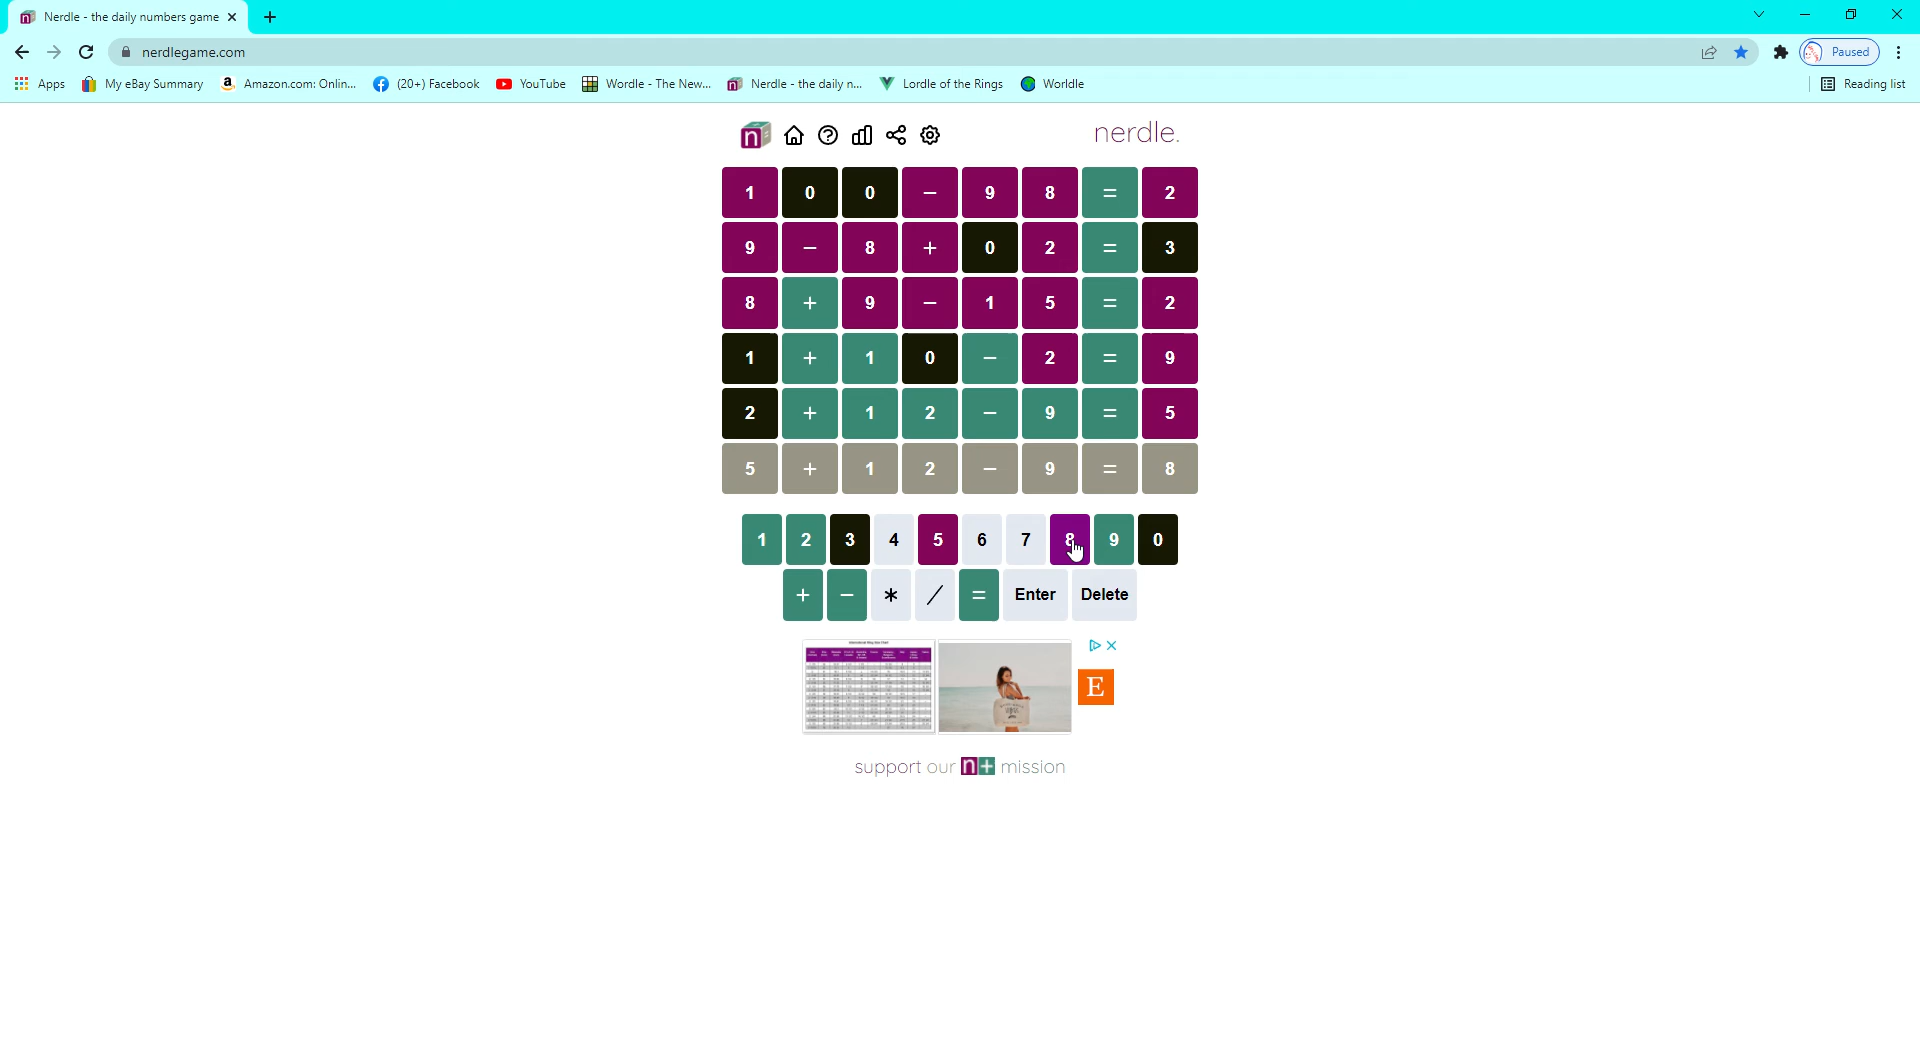 Nerdle - the daily numbers game
nerdlegame.com
Paused
Apps
My eBay Summary
Amazon.com: Onlin...
(20+) Facebook
YouTube
Wordle - The New...
Nerdle - the daily n...
Lordle of the Rings
Worldle
Reading list
n
nerdle.
1 0 0 - 9 8 = 2
9 - 8 + 0 2 = 3
8 + 9 - 1 5 = 2
1 + 1 0 - 2 = 9
2 + 1 2 - 9 = 5
5 + 1 2 - 9 = 8
1 2 3 4 5 6 7 8 9 0
+ - * / = Enter Delete
E
support our n+ mission